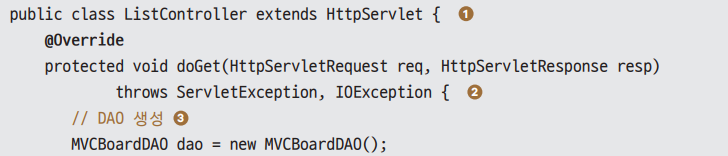 public class ListController extends HttpServlet { ❶
@Override
protected void doGet(HttpServletRequest req, HttpServletResponse resp)
throws ServletException, IOException { ❷
// DAO 생성 ❸
MVCBoardDAO dao = new MVCBoardDAO();